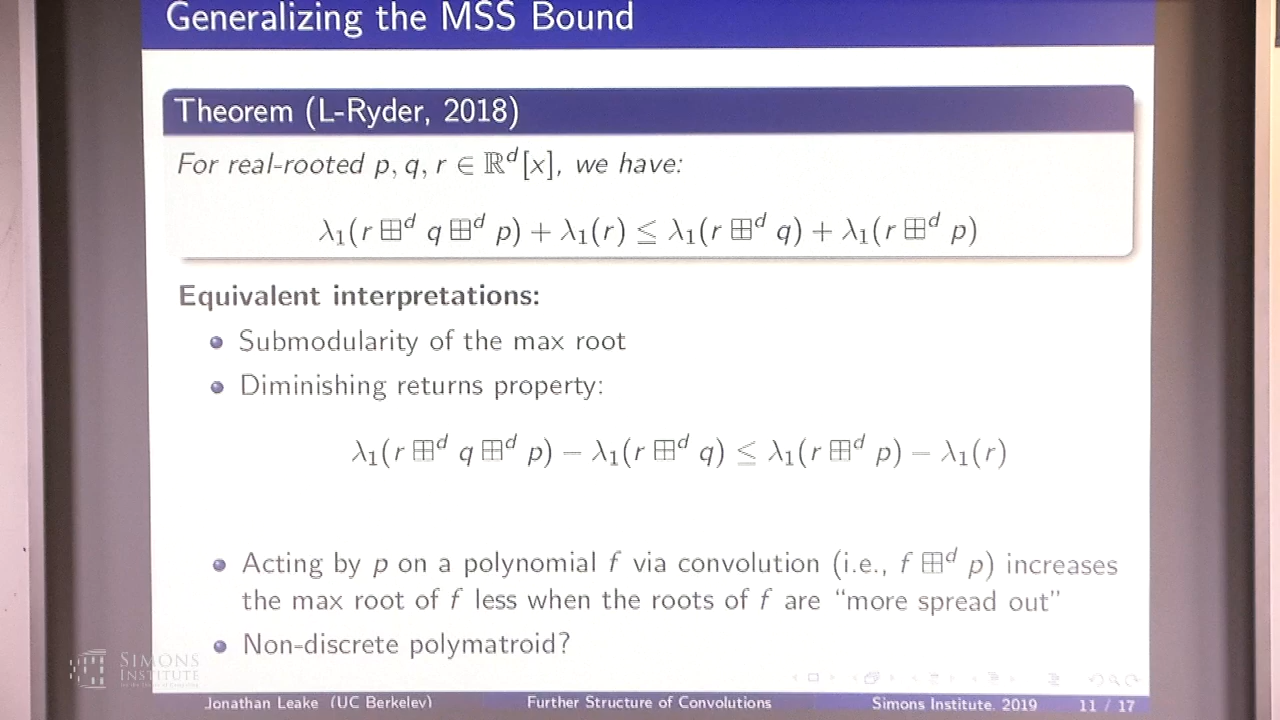 Generalizing the MSS Bound
Theorem (L-Ryder, 2018)
For real-rooted p, q, r ∈ ℝᵈ[x], we have:
λ₁(r ⊞ᵈ q ⊞ᵈ p) + λ₁(r) ≤ λ₁(r ⊞ᵈ q) + λ₁(r ⊞ᵈ p)
Equivalent interpretations:
Submodularity of the max root
Diminishing returns property:
λ₁(r ⊞ᵈ q ⊞ᵈ p) − λ₁(r ⊞ᵈ q) ≤ λ₁(r ⊞ᵈ p) − λ₁(r)
Acting by p on a polynomial f via convolution (i.e., f ⊞ᵈ p) increases
the max root of f less when the roots of f are “more spread out”
Non-discrete polymatroid?
SIMONS
INSTITUTE
Jonathan Leake (UC Berkeley) Further Structure of Convolutions Simons Institute, 2019 11 / 17